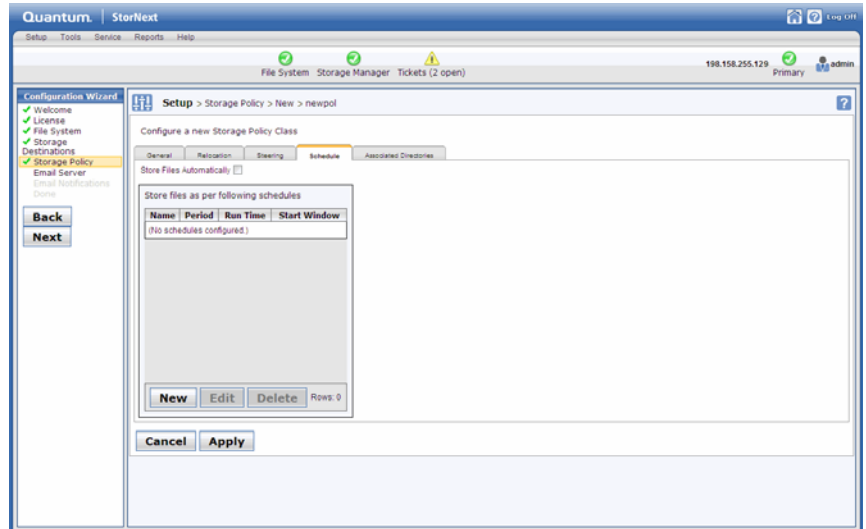 Quantum. StorNext
Log Off
Setup Tools Service Reports Help
File System Storage Manager Tickets (2 open)
198.158.255.129 Primary admin
Configuration Wizard
Welcome
License
File System
Storage
Destinations
Storage Policy
Email Server
Email Notifications
Done
Back
Next
Setup > Storage Policy > New > newpol
?
Configure a new Storage Policy Class
General Relocation Steering Schedule Associated Directories
Store Files Automatically
Store files as per following schedules
Name Period Run Time Start Window
(No schedules configured.)
New Edit Delete Rows: 0
Cancel Apply